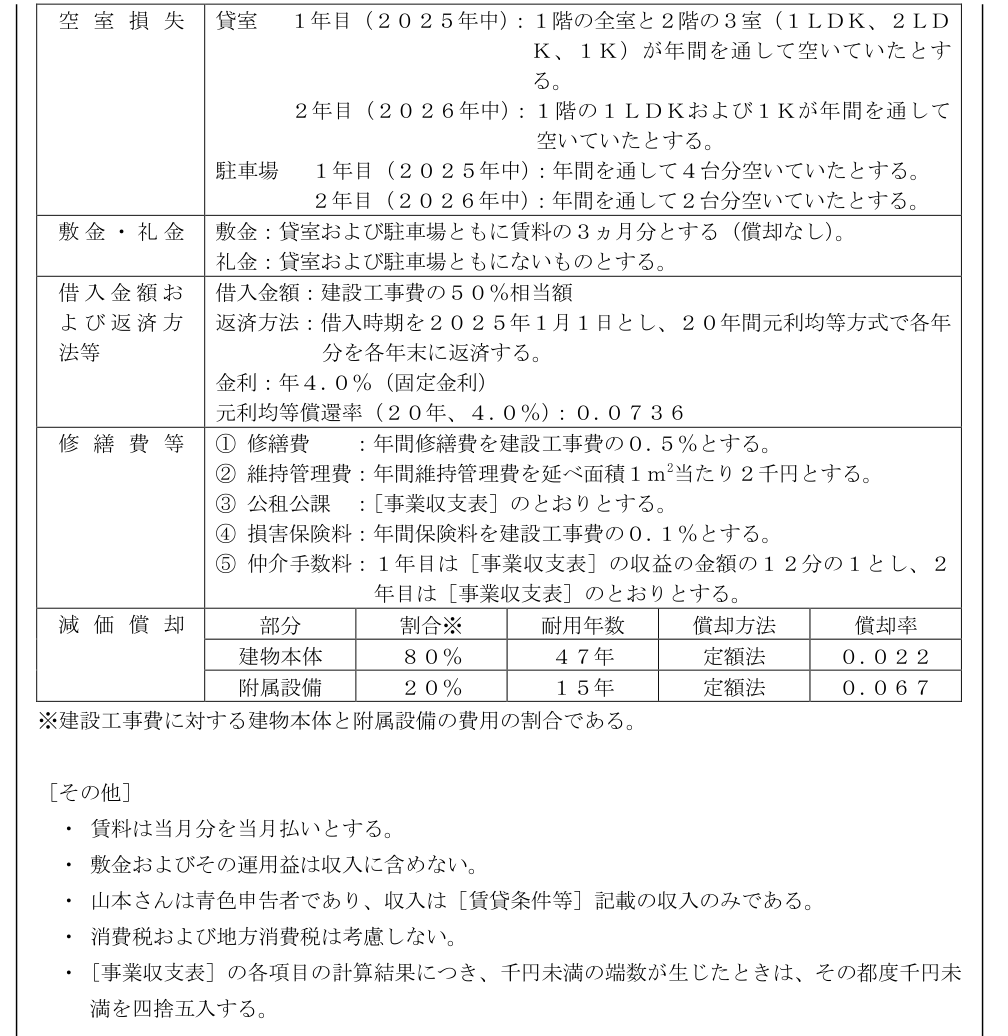 空室損失 貸室 1年目（2025年中）：1階の全室と2階の3室（1LDK、2LD
K、1K）が年間を通して空いていたとす
る。
2年目（2026年中）：1階の1LDKおよび1Kが年間を通して
空いていたとする。
駐車場 1年目（2025年中）：年間を通して4台分空いていたとする。
2年目（2026年中）：年間を通して2台分空いていたとする。
敷金・礼金 敷金：貸室および駐車場ともに賃料の3ヵ月分とする（償却なし）。
礼金：貸室および駐車場ともにないものとする。
借入金額お 借入金額：建設工事費の50％相当額
よび返済方 返済方法：借入時期を2025年1月1日とし、20年間元利均等方式で各年
法等 分を各年末に返済する。
金利：年4.0％（固定金利）
元利均等償還率（20年、4.0％）：0.0736
修繕費等 ① 修繕費 ：年間修繕費を建設工事費の0.5％とする。
② 維持管理費：年間維持管理費を延べ面積1㎡当たり2千円とする。
③ 公租公課 ：［事業収支表］のとおりとする。
④ 損害保険料：年間保険料を建設工事費の0.1％とする。
⑤ 仲介手数料：1年目は［事業収支表］の収益の金額の12分の1とし、2
年目は［事業収支表］のとおりとする。
減価償却 部分 割合※ 耐用年数 償却方法 償却率
建物本体 80％ 47年 定額法 0.022
附属設備 20％ 15年 定額法 0.067
※建設工事費に対する建物本体と附属設備の費用の割合である。
［その他］
・ 賃料は当月分を当月払いとする。
・ 敷金およびその運用益は収入に含めない。
・ 山本さんは青色申告者であり、収入は［賃貸条件等］記載の収入のみである。
・ 消費税および地方消費税は考慮しない。
・ ［事業収支表］の各項目の計算結果につき、千円未満の端数が生じたときは、その都度千円未
満を四捨五入する。